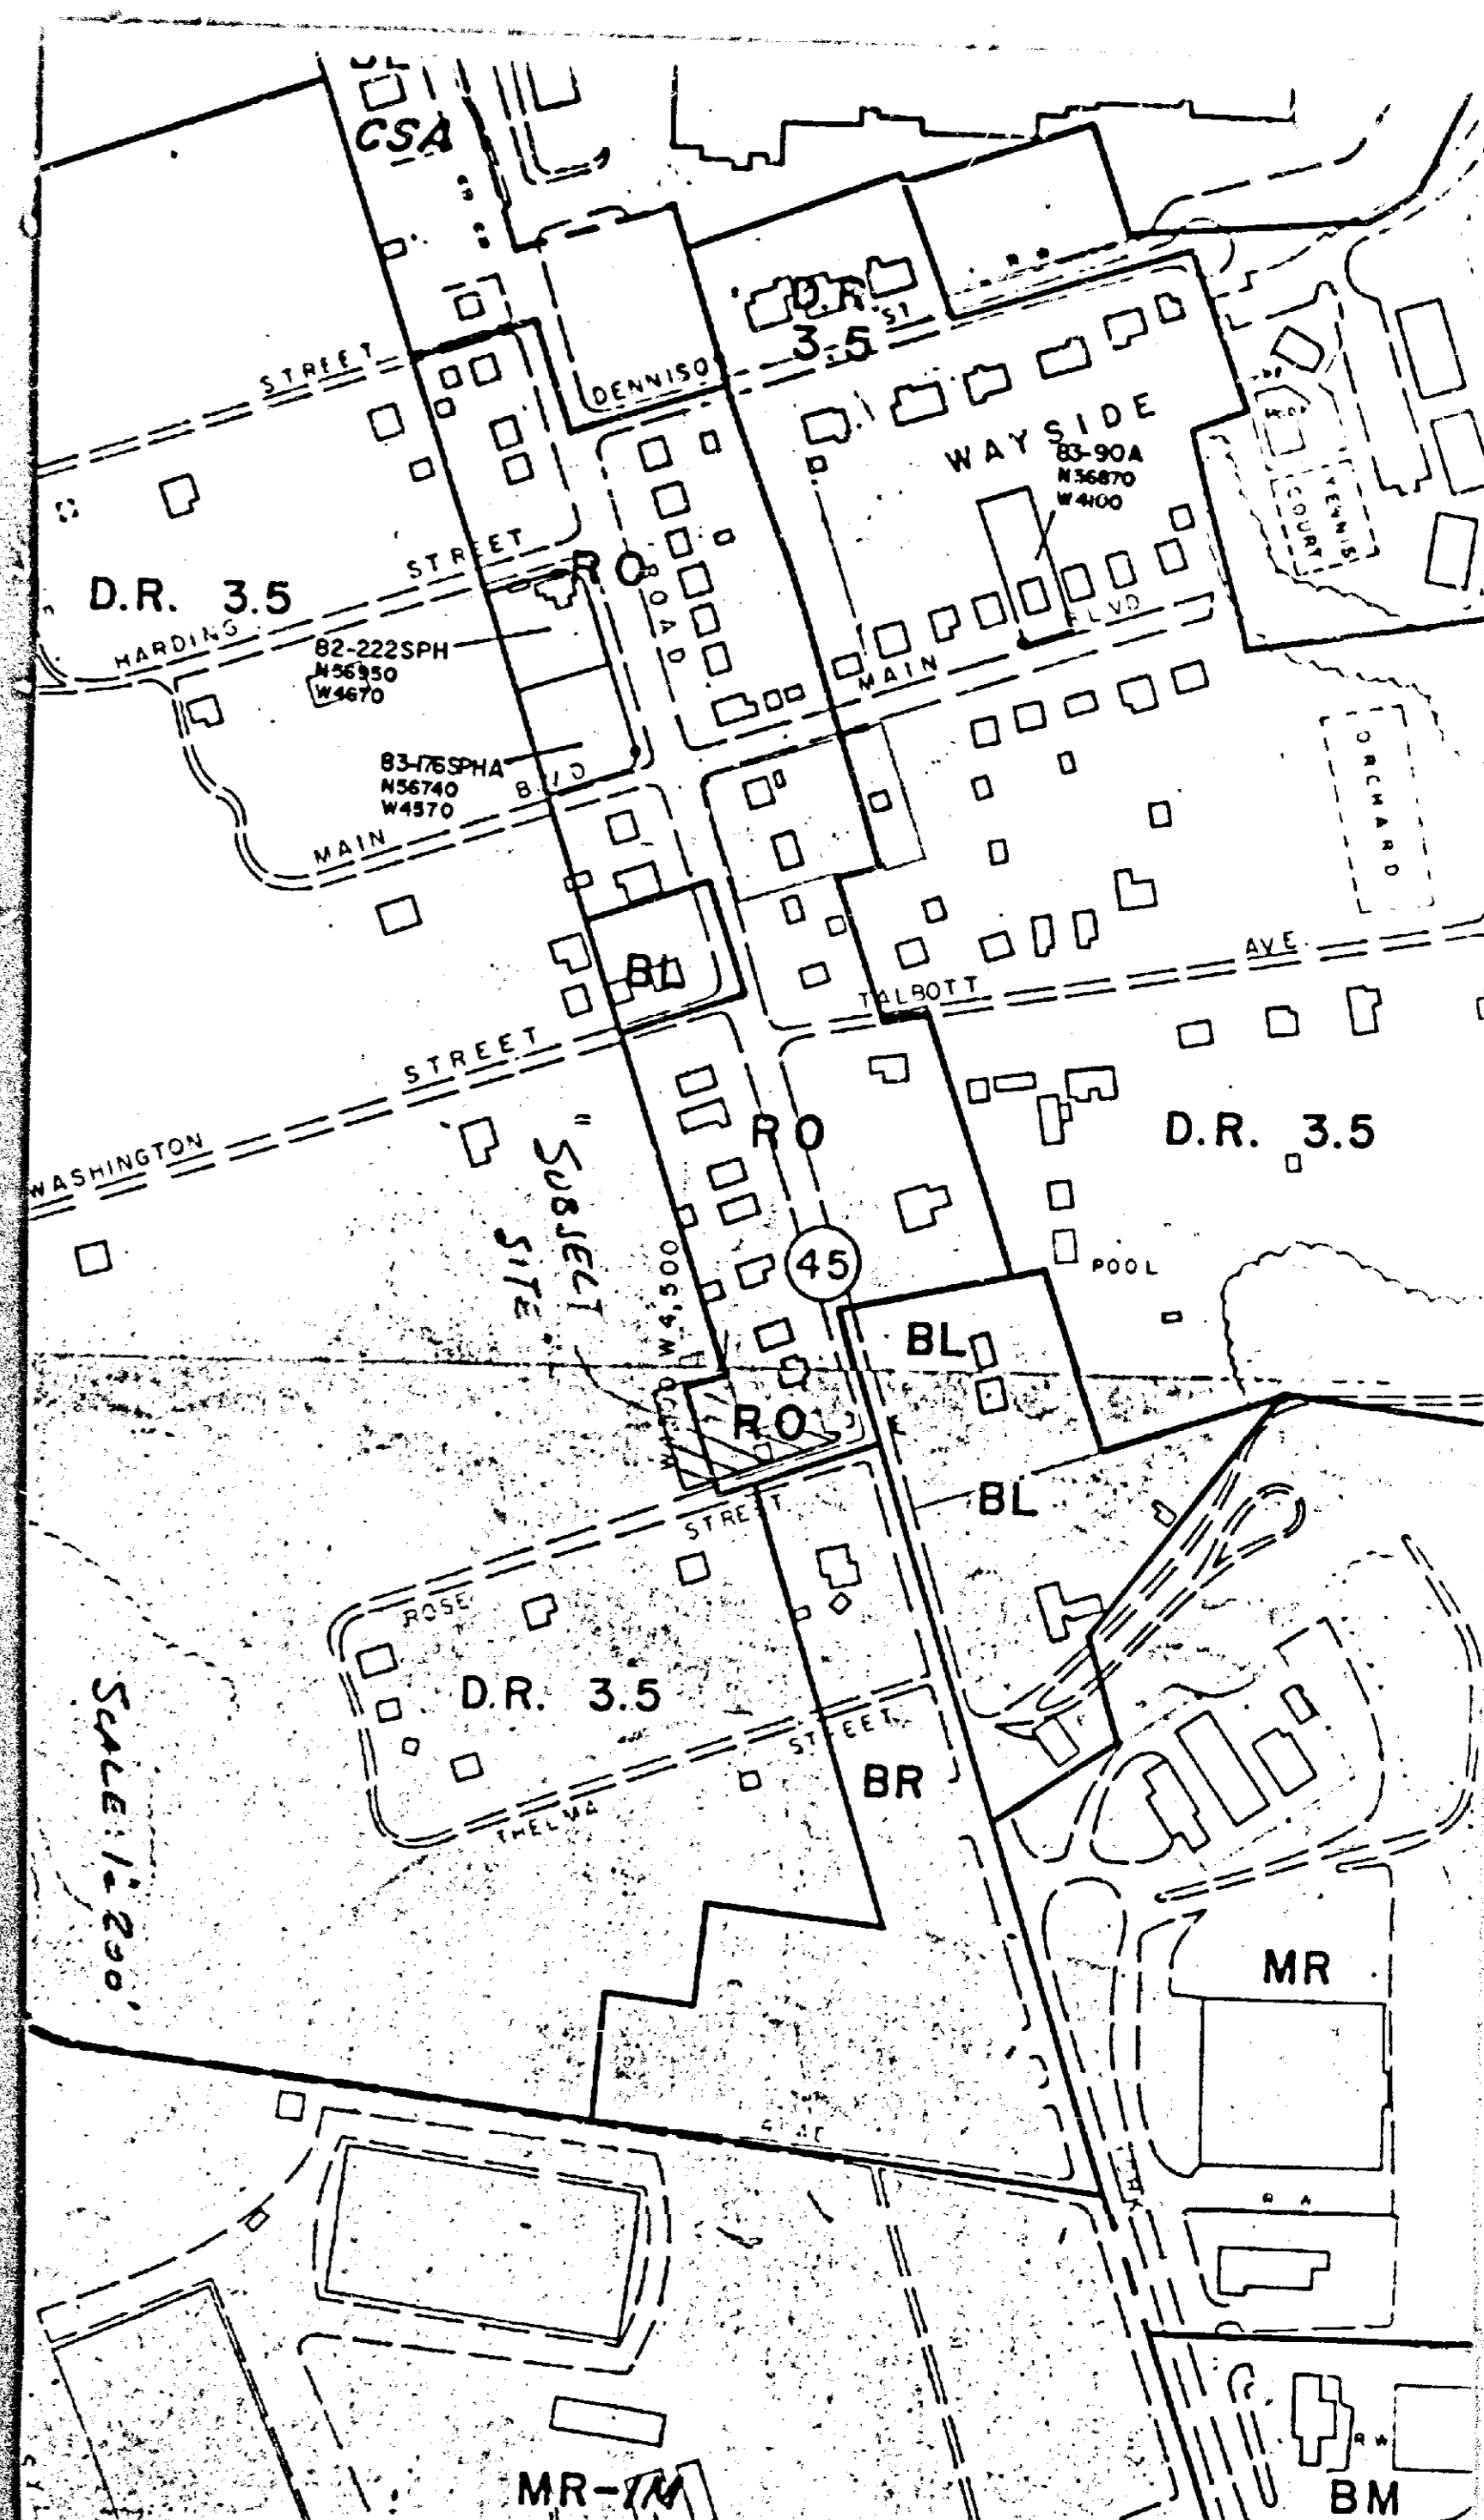 CSA
STREET
DENNISO
ST
D.R.
3.5
WAYSIDE
83-90A
N36870
W4100
TENNIS
COURT
STREET
RO
ROAD
D.R. 3.5
HARDING
82-222SPH
N56950
W4670
BLVD
MAIN
83-176SPHA
N56740
W4570
BLVD
MAIN
ORCHARD
BL
AVE.
TALBOTT
STREET
WASHINGTON
RO
D.R. 3.5
"SUBJECT
SITE
W 4,500
45
POOL
BL
RO
BL
STREET
ROSE
D.R. 3.5
STREET
THELMA
BR
SCALE: 1"=200'
MR
MR-IM
BM